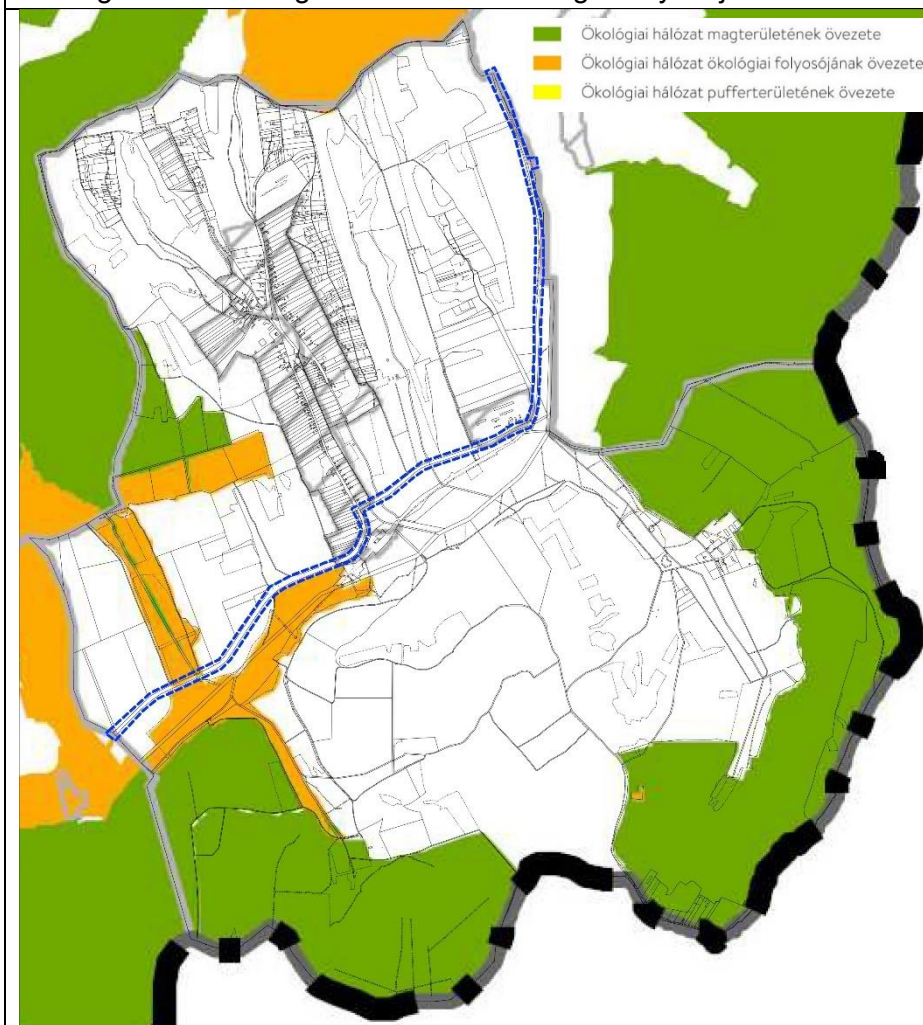 Ökológiai hálózat magterületének övezete
Ökológiai hálózat ökológiai folyosójának övezete
Ökológiai hálózat pufferterületének övezete